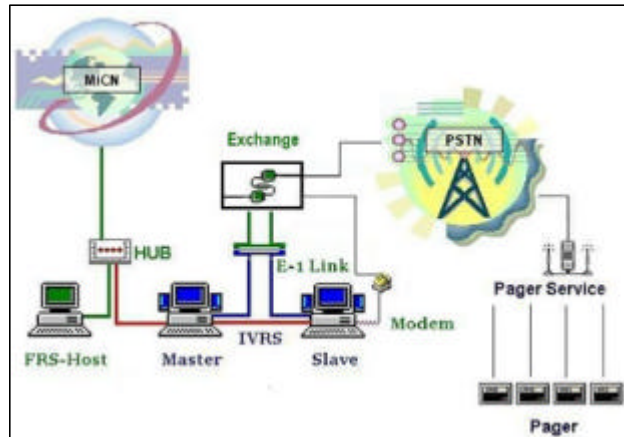 MiCN
Exchange
PSTN
HUB
E-1 Link
Pager Service
FRS-Host
Master
IVRS
Slave
Modem
Pager